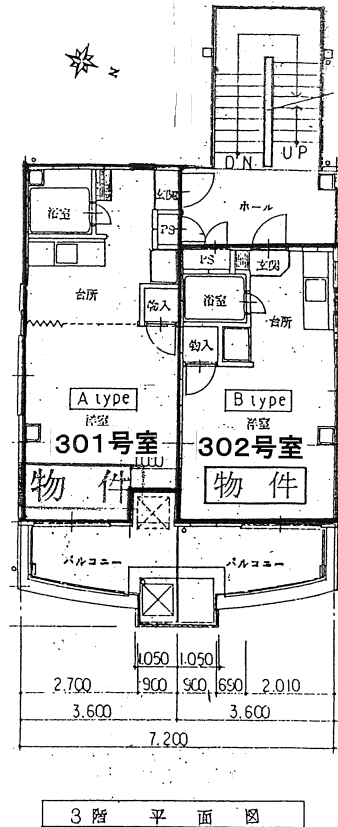 N
DN UP
玄関 ホール
浴室
PS
PS 玄関
台所 浴室 台所
物入
物入
A type B type
洋室 洋室
301号室 302号室
物 件 物 件
バルコニー バルコニー
1.050 1.050
2.700 900 900 690 2.010
3.600 3.600
7.200
3 階 平 面 図